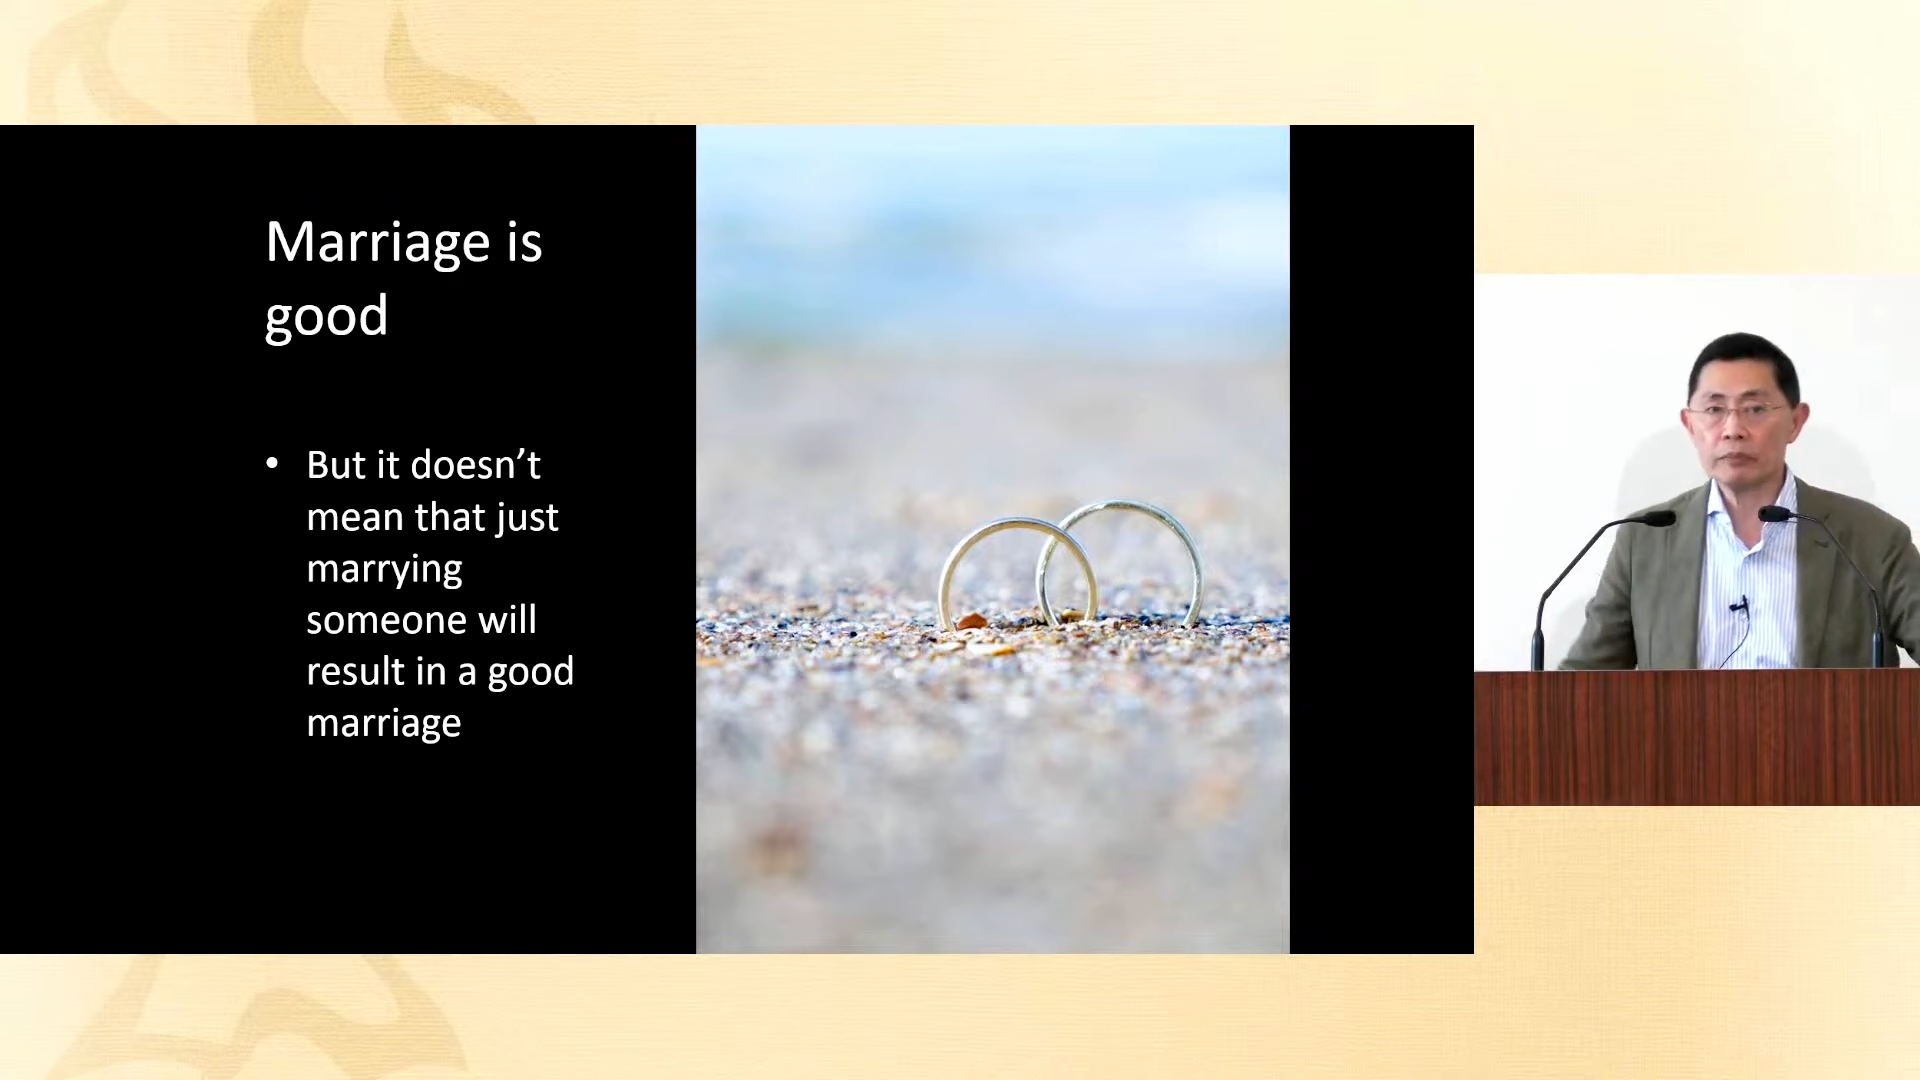 Marriage is
good
• But it doesn’t
mean that just
marrying
someone will
result in a good
marriage